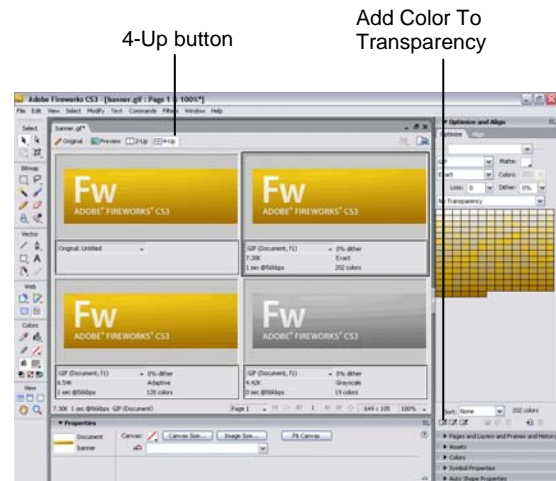 4-Up button
Add Color To
Transparency
Adobe Fireworks CS3 - [banner.gif : Page 1 @ 100%*]
File Edit View Select Modify Text Commands Filters Window Help
Select
Bitmap
Vector
Web
Colors
View
banner.gif*
Original Preview 2-Up 4-Up
Fw
ADOBE® FIREWORKS® CS3
Original: Untitled
Fw
ADOBE® FIREWORKS® CS3
GIF (Document, f1) 0% dither
7.30K Exact
1 sec @56kbps 202 colors
Fw
ADOBE® FIREWORKS® CS3
GIF (Document, f1) 0% dither
6.54K Adaptive
1 sec @56kbps 128 colors
Fw
ADOBE® FIREWORKS® CS3
GIF (Document, f1) 0% dither
4.42K Grayscale
0 sec @56kbps 19 colors
7.30K 1 sec @56kbps GIF (Document)
Page 1
1
649 x 105
100%
Properties
Document
banner
Canvas: Canvas Size... Image Size... Fit Canvas
Optimize and Align
Optimize Align
GIF Matte:
Exact Colors: 202
Loss: 0 Dither: 0%
No Transparency
Sort: None 202 colors
Pages and Layers and Frames and History
Assets
Colors
Symbol Properties
Auto Shape Properties